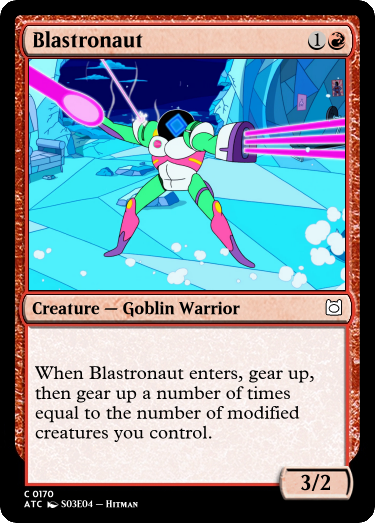 Blastronaut 1
Creature — Goblin Warrior
When Blastronaut enters, gear up,
then gear up a number of times
equal to the number of modified
creatures you control.
3/2
C 0170
ATC S03E04 — Hitman